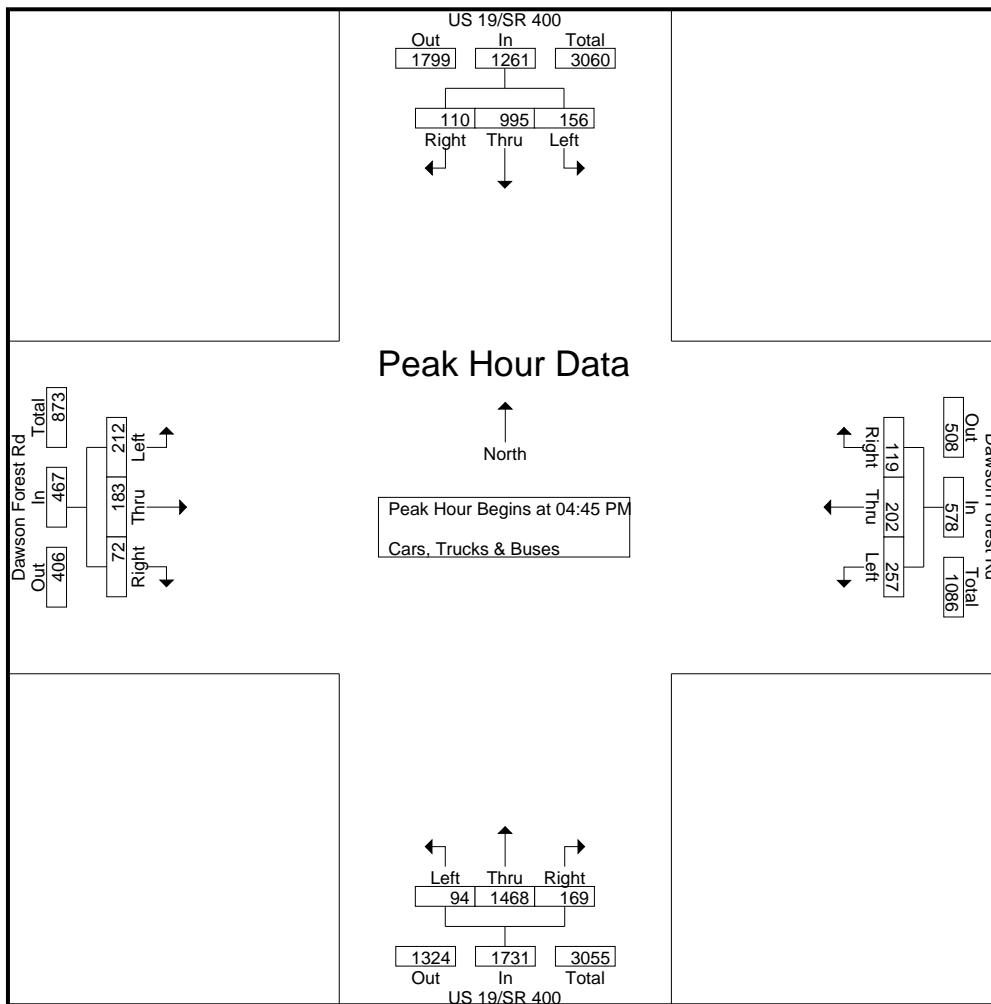 US 19/SR 400
Out In Total
1799 1261 3060
110 995 156
Right Thru Left
Peak Hour Data
North
Peak Hour Begins at 04:45 PM
Cars, Trucks & Buses
Dawson Forest Rd
Total In Out
873 467 406
212 183 72
Left Thru Right
Right Thru Left
119 202 257
Out In Total
508 578 1086
Dawson Forest Rd
Left Thru Right
94 1468 169
1324 1731 3055
Out In Total
US 19/SR 400